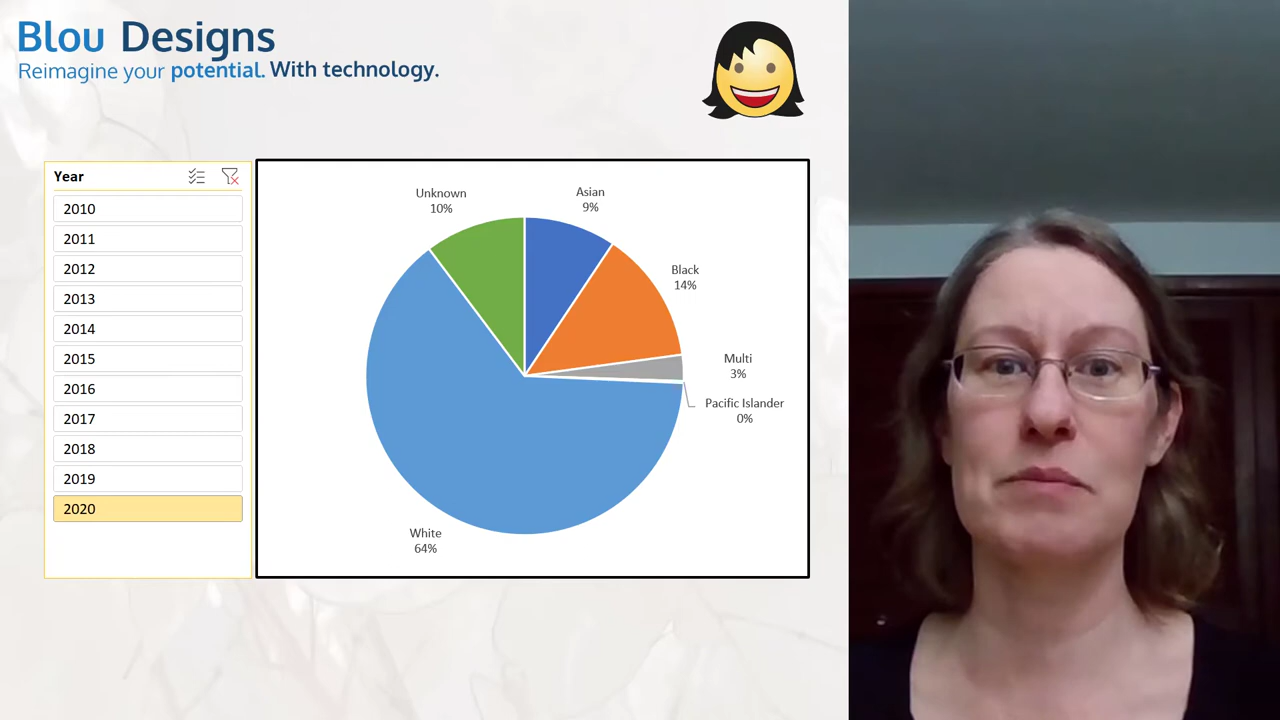 Blou Designs
Reimagine your potential. With technology.
Year
2010
2011
2012
2013
2014
2015
2016
2017
2018
2019
2020
Unknown
10%
Asian
9%
Black
14%
Multi
3%
Pacific Islander
0%
White
64%